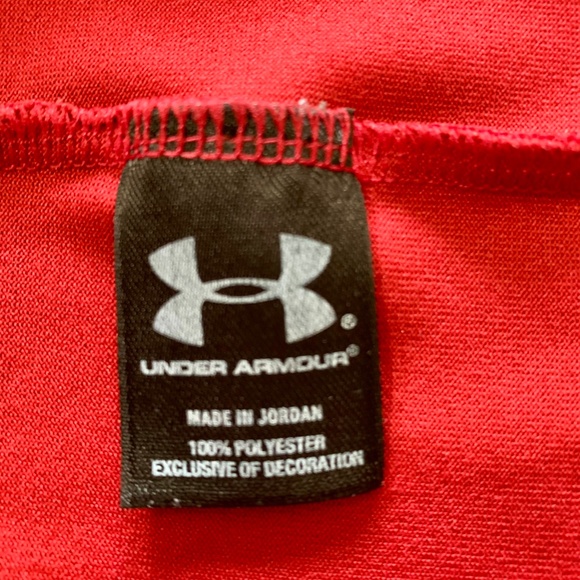 UNDER ARMOUR®
MADE IN JORDAN
100% POLYESTER
EXCLUSIVE OF DECORATION